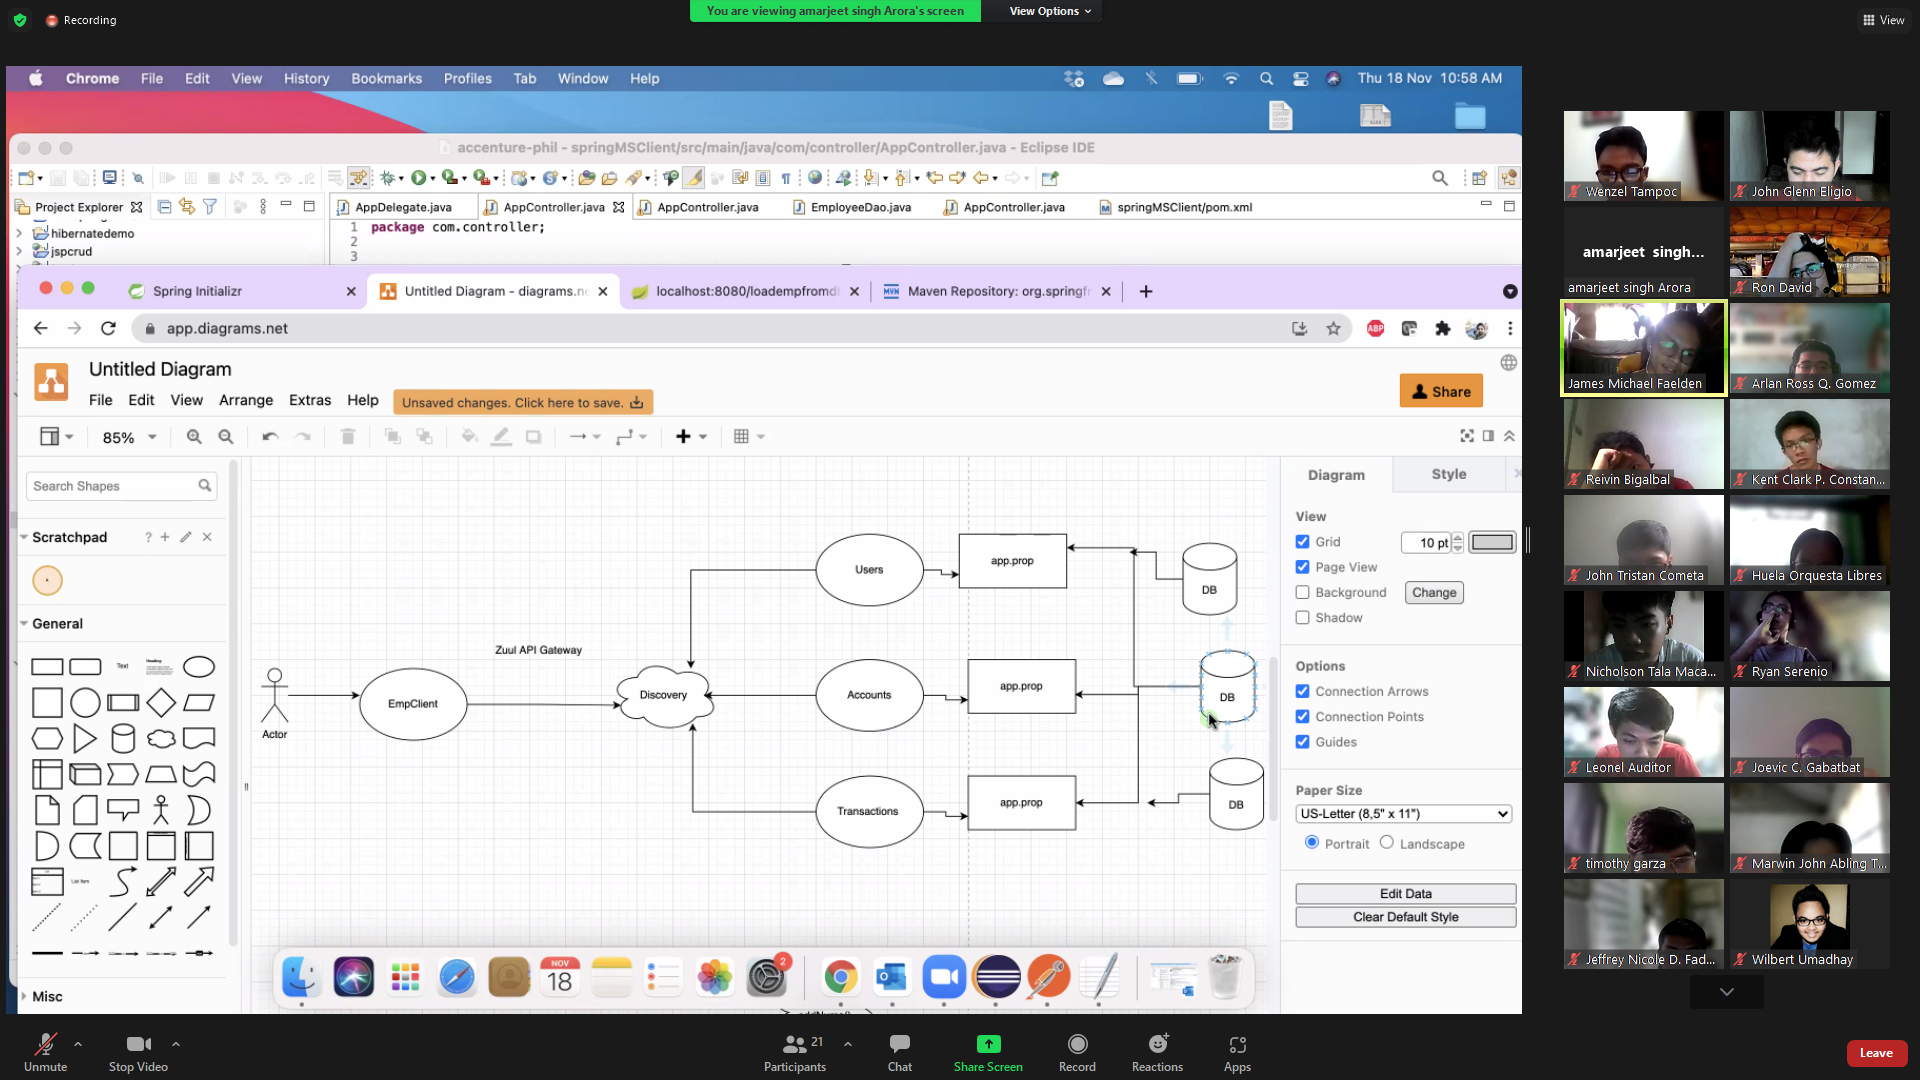 Recording
You are viewing amarjeet singh Arora's screen
View Options
View
Chrome File Edit View History Bookmarks Profiles Tab Window Help
Thu 18 Nov 10:58 AM
accenture-phil - springMSClient/src/main/java/com/controller/AppController.java - Eclipse IDE
Project Explorer
AppDelegate.java
AppController.java
AppController.java
EmployeeDao.java
AppController.java
springMSClient/pom.xml
hibernatedemo
jspcrud
1 package com.controller;
2
3
Spring Initializr
Untitled Diagram - diagrams.ne
localhost:8080/loadempfromdb
Maven Repository: org.springfr
app.diagrams.net
ABP
Untitled Diagram
File Edit View Arrange Extras Help
Unsaved changes. Click here to save.
Share
85%
Search Shapes
Scratchpad
General
Text
Heading
List Item
Misc
Actor
EmpClient
Zuul API Gateway
Discovery
Users
app.prop
DB
Accounts
app.prop
DB
Transactions
app.prop
DB
Diagram
Style
View
Grid
10 pt
Page View
Background
Change
Shadow
Options
Connection Arrows
Connection Points
Guides
Paper Size
US-Letter (8,5" x 11")
Portrait
Landscape
Edit Data
Clear Default Style
NOV
18
2
Wenzel Tampoc
John Glenn Eligio
amarjeet singh...
amarjeet singh Arora
Ron David
James Michael Faelden
Arlan Ross Q. Gomez
Reivin Bigalbal
Kent Clark P. Constan...
John Tristan Cometa
Huela Orquesta Libres
Nicholson Tala Maca...
Ryan Serenio
Leonel Auditor
Joevic C. Gabatbat
timothy garza
Marwin John Abling T...
Jeffrey Nicole D. Fad...
Wilbert Umadhay
Unmute
Stop Video
Participants
21
Chat
Share Screen
Record
Reactions
Apps
Leave